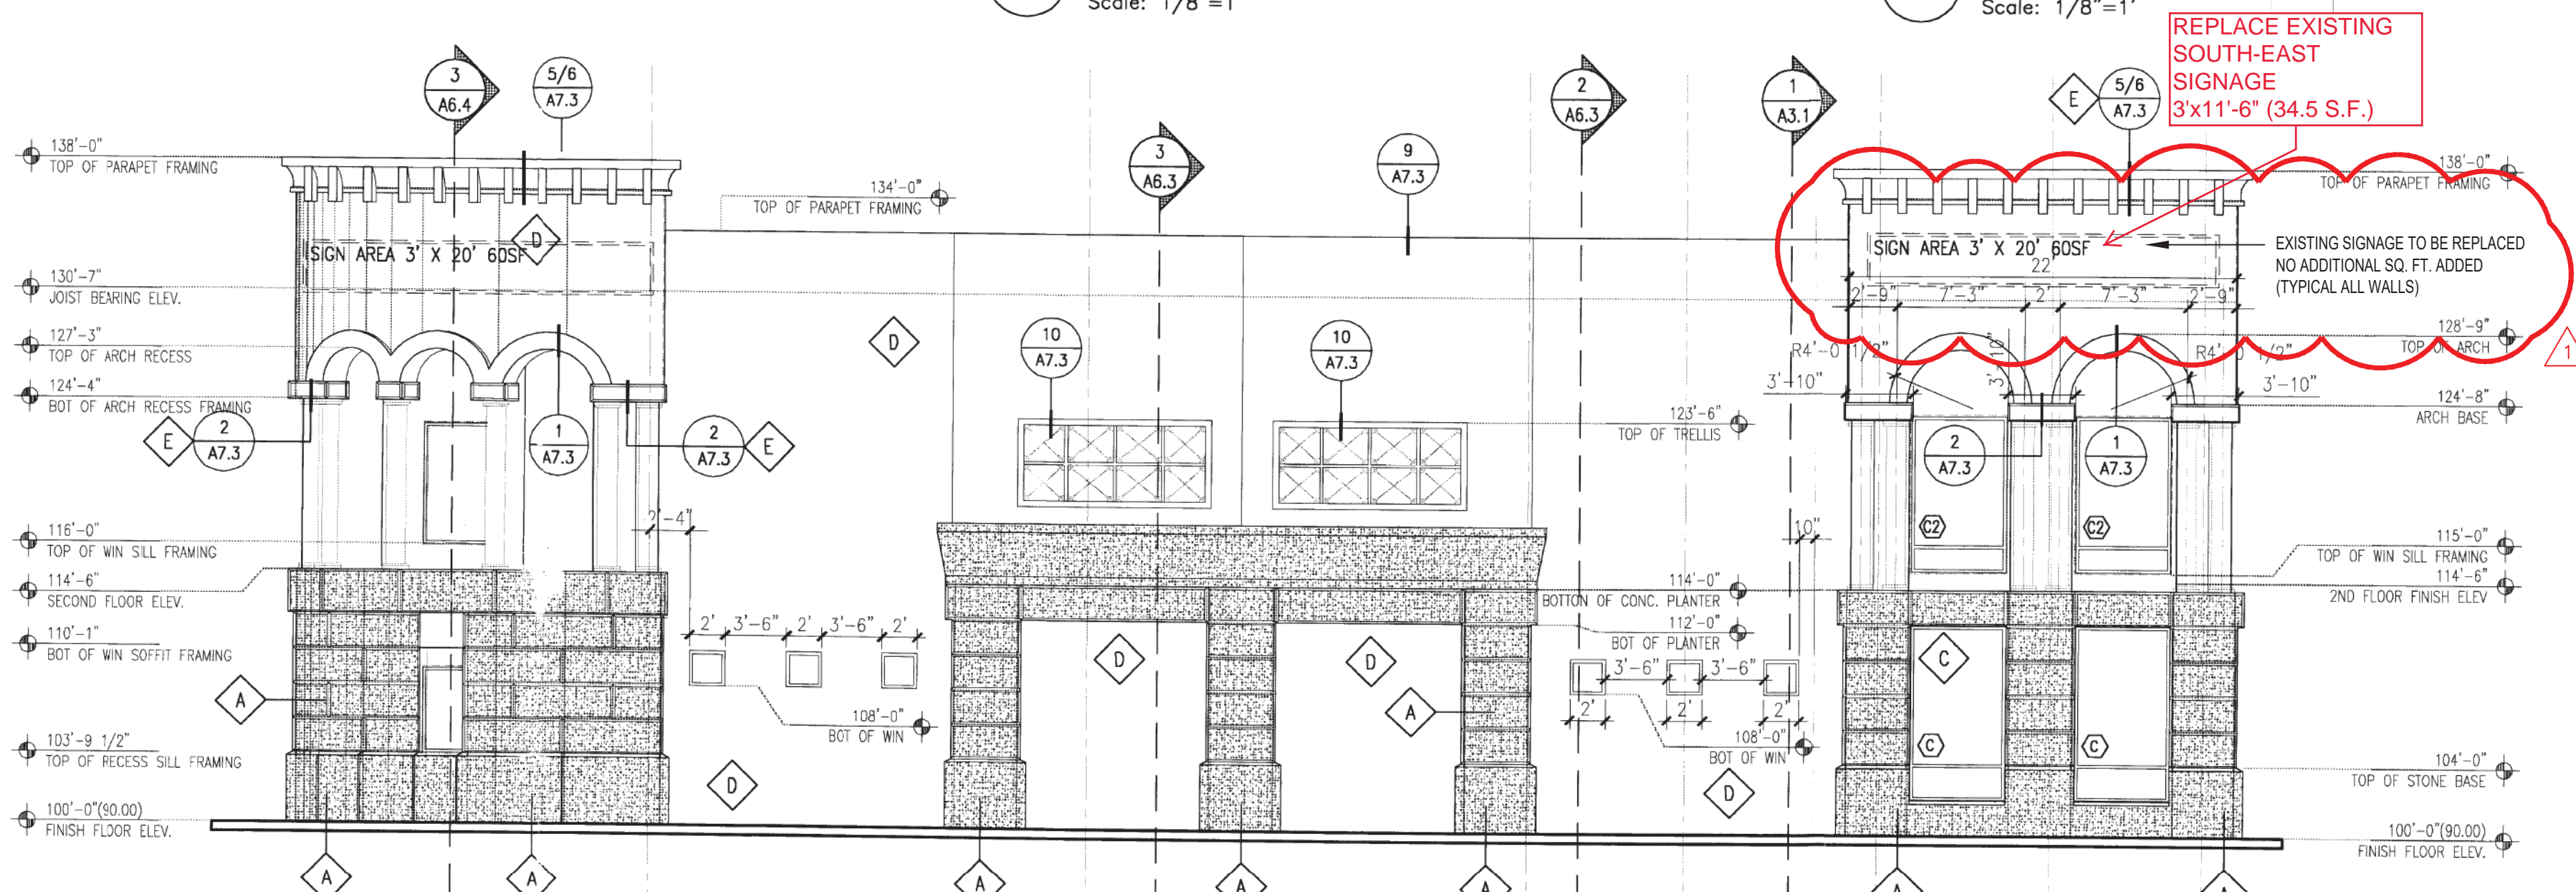 Scale: 1/8"=1'
Scale: 1/8"=1'
REPLACE EXISTING
SOUTH-EAST
SIGNAGE
3'x11'-6" (34.5 S.F.)
3
A6.4
5/6
A7.3
2
A6.3
1
A3.1
E
5/6
A7.3
3
A6.3
9
A7.3
138'-0"
TOP OF PARAPET FRAMING
134'-0"
TOP OF PARAPET FRAMING
138'-0"
TOP OF PARAPET FRAMING
D
SIGN AREA 3' X 20' 60SF
SIGN AREA 3' X 20' 60SF
22'
EXISTING SIGNAGE TO BE REPLACED
NO ADDITIONAL SQ. FT. ADDED
(TYPICAL ALL WALLS)
130'-7"
JOIST BEARING ELEV.
2'-9" 7'-3" 2' 7'-3" 2'-9"
127'-3"
TOP OF ARCH RECESS
D
10
A7.3
10
A7.3
128'-9"
TOP OF ARCH
1
R4'-0 1/2"
3'-10"
R4'-0 1/2"
124'-4"
BOT OF ARCH RECESS FRAMING
3'-10"
3'-10"
124'-8"
ARCH BASE
123'-6"
TOP OF TRELLIS
E
2
A7.3
1
A7.3
2
A7.3
E
2
A7.3
1
A7.3
116'-0"
TOP OF WIN SILL FRAMING
2'-4"
10"
C2
C2
115'-0"
TOP OF WIN SILL FRAMING
114'-6"
SECOND FLOOR ELEV.
114'-0"
BOTTON OF CONC. PLANTER
114'-6"
2ND FLOOR FINISH ELEV
110'-1"
BOT OF WIN SOFFIT FRAMING
2' 3'-6" 2' 3'-6" 2'
112'-0"
BOT OF PLANTER
D
D
3'-6" 3'-6"
C
A
A
2' 2' 2'
108'-0"
BOT OF WIN
108'-0"
BOT OF WIN
C
C
103'-9 1/2"
TOP OF RECESS SILL FRAMING
D
D
104'-0"
TOP OF STONE BASE
100'-0"(90.00)
FINISH FLOOR ELEV.
100'-0"(90.00)
FINISH FLOOR ELEV.
A
A
A
A
A
A
A